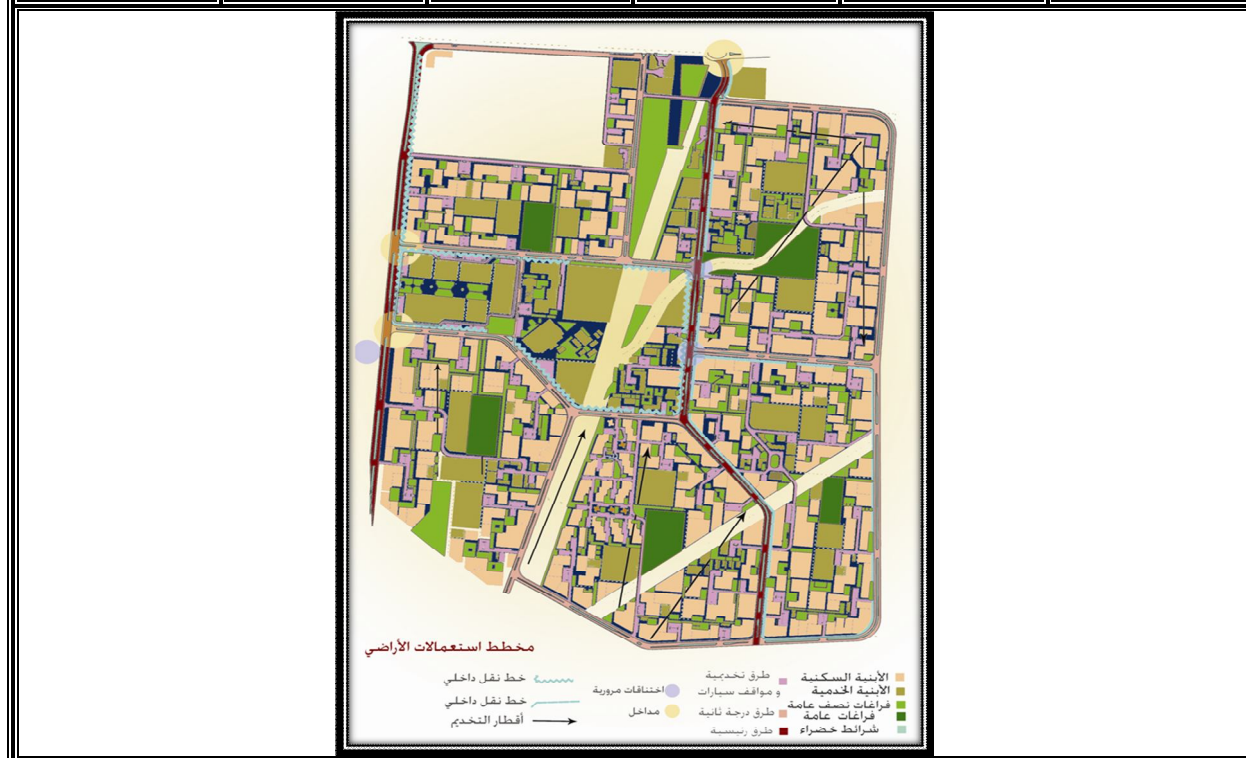 مخطط استعمالات الأراضي
الأبنية السكنية
الأبنية الخدمية
فراغات نصف عامة
فراغات عامة
شرائط خضراء
طرق تخديمية
و مواقف سيارات
طرق درجة ثانية
طرق رئيسية
اختناقات مرورية
مداخل
خط نقل داخلي
خط نقل داخلي
أقطار التخديم